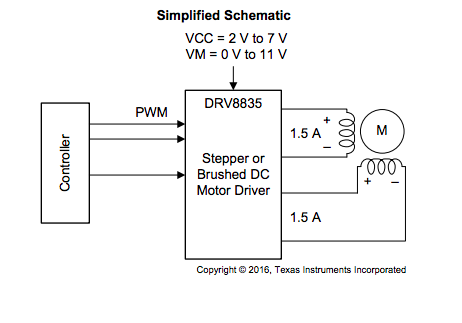 Simplified Schematic
VCC = 2 V to 7 V
VM = 0 V to 11 V
DRV8835
PWM
Controller
Stepper or
Brushed DC
Motor Driver
1.5 A
+
–
M
+ –
1.5 A
Copyright © 2016, Texas Instruments Incorporated